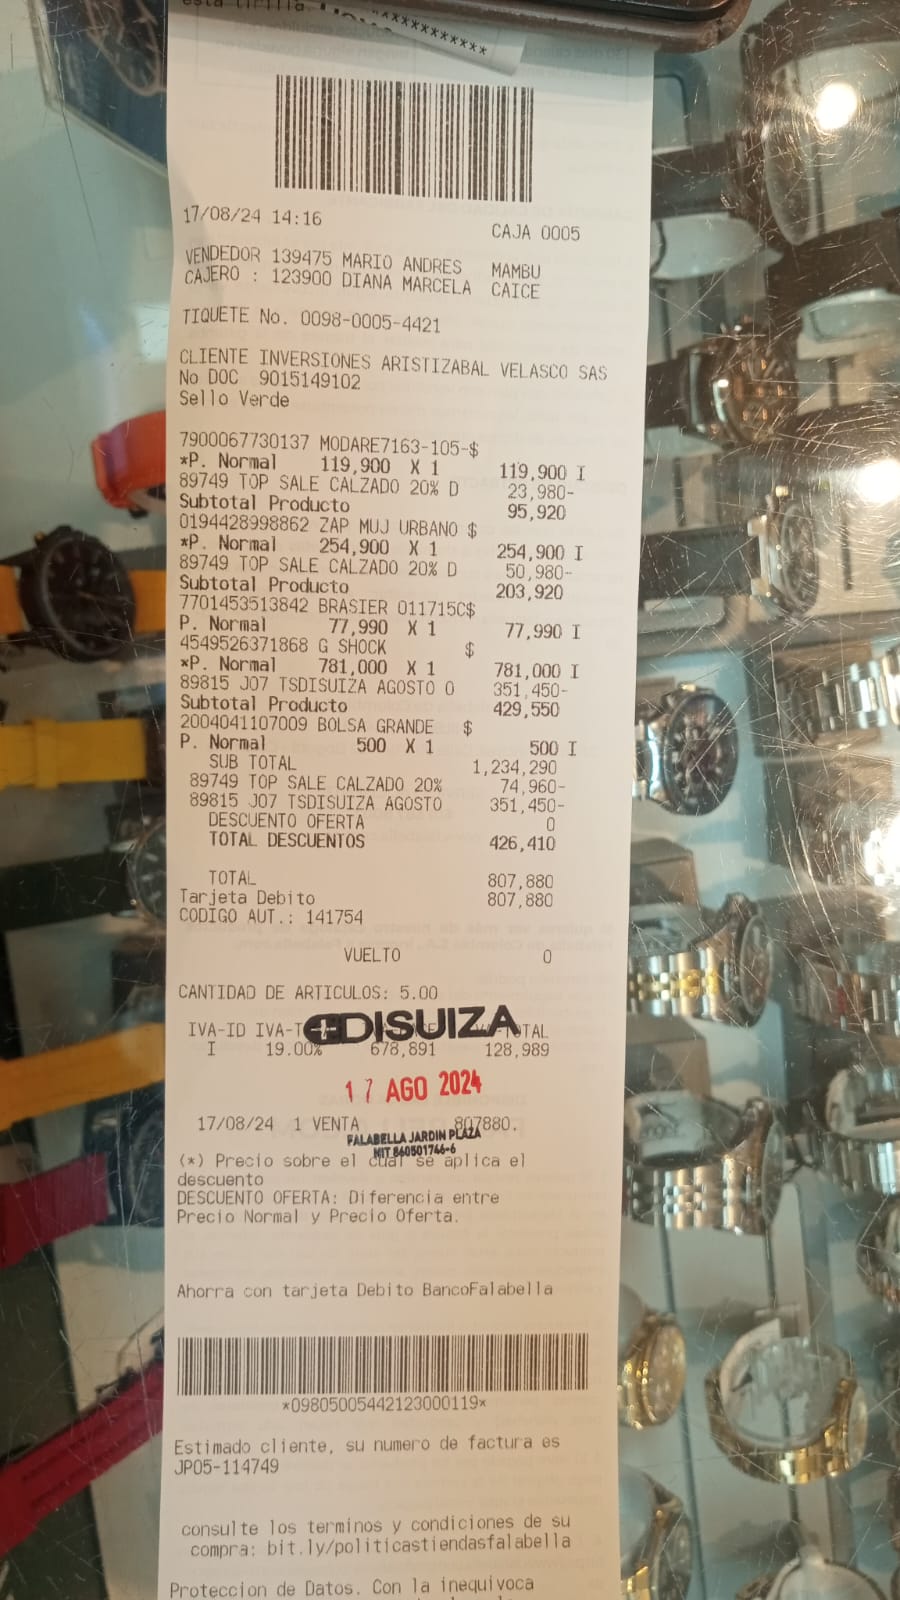 esta tirilla
************
17/08/24 14:16 CAJA 0005
VENDEDOR 139475 MARIO ANDRES MAMBU
CAJERO : 123900 DIANA MARCELA CAICE
TIQUETE No. 0098-0005-4421
CLIENTE INVERSIONES ARISTIZABAL VELASCO SAS
No DOC 9015149102
Sello Verde
7900067730137 MODARE7163-105-$
*P. Normal 119,900 X 1 119,900 I
89749 TOP SALE CALZADO 20% D 23,980-
Subtotal Producto 95,920
0194428998862 ZAP MUJ URBANO $
*P. Normal 254,900 X 1 254,900 I
89749 TOP SALE CALZADO 20% D 50,980-
Subtotal Producto 203,920
7701453513842 BRASIER 011715C$
P. Normal 77,990 X 1 77,990 I
4549526371868 G SHOCK $
*P. Normal 781,000 X 1 781,000 I
89815 J07 TSDISUIZA AGOSTO 0 351,450-
Subtotal Producto 429,550
2004041107009 BOLSA GRANDE $
P. Normal 500 X 1 500 I
SUB TOTAL 1,234,290
89749 TOP SALE CALZADO 20% 74,960-
89815 J07 TSDISUIZA AGOSTO 351,450-
DESCUENTO OFERTA 0
TOTAL DESCUENTOS 426,410
TOTAL 807,880
Tarjeta Debito 807,880
CODIGO AUT.: 141754
VUELTO 0
CANTIDAD DE ARTICULOS: 5.00
DISUIZA
IVA-ID
I 19.00% 678,891 128,989
17 AGO 2024
17/08/24 1 VENTA 807880.
FALABELLA JARDIN PLAZA
NIT 860501746-6
(*) Precio sobre el cual se aplica el
descuento
DESCUENTO OFERTA: Diferencia entre
Precio Normal y Precio Oferta.
Ahorra con tarjeta Debito BancoFalabella
*098050054421230​00119*
Estimado cliente, su numero de factura es
JP05-114749
consulte los terminos y condiciones de su
compra: bit.ly/politicastiendasfalabella
Proteccion de Datos. Con la inequivoca